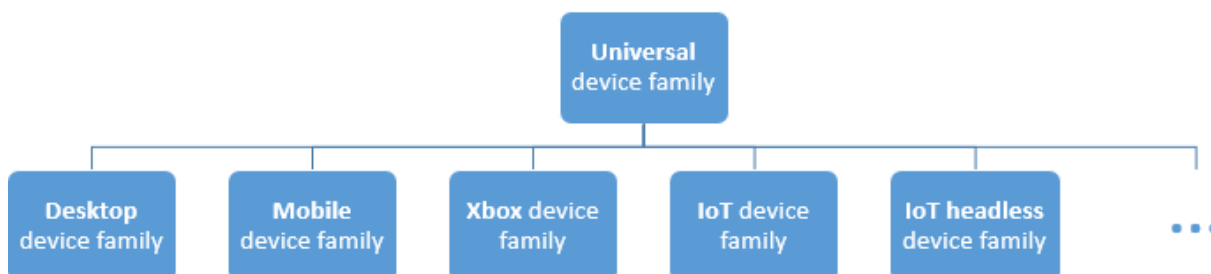 Universal
device family
Desktop
device family
Mobile
device family
Xbox device
family
IoT device
family
IoT headless
device family
...